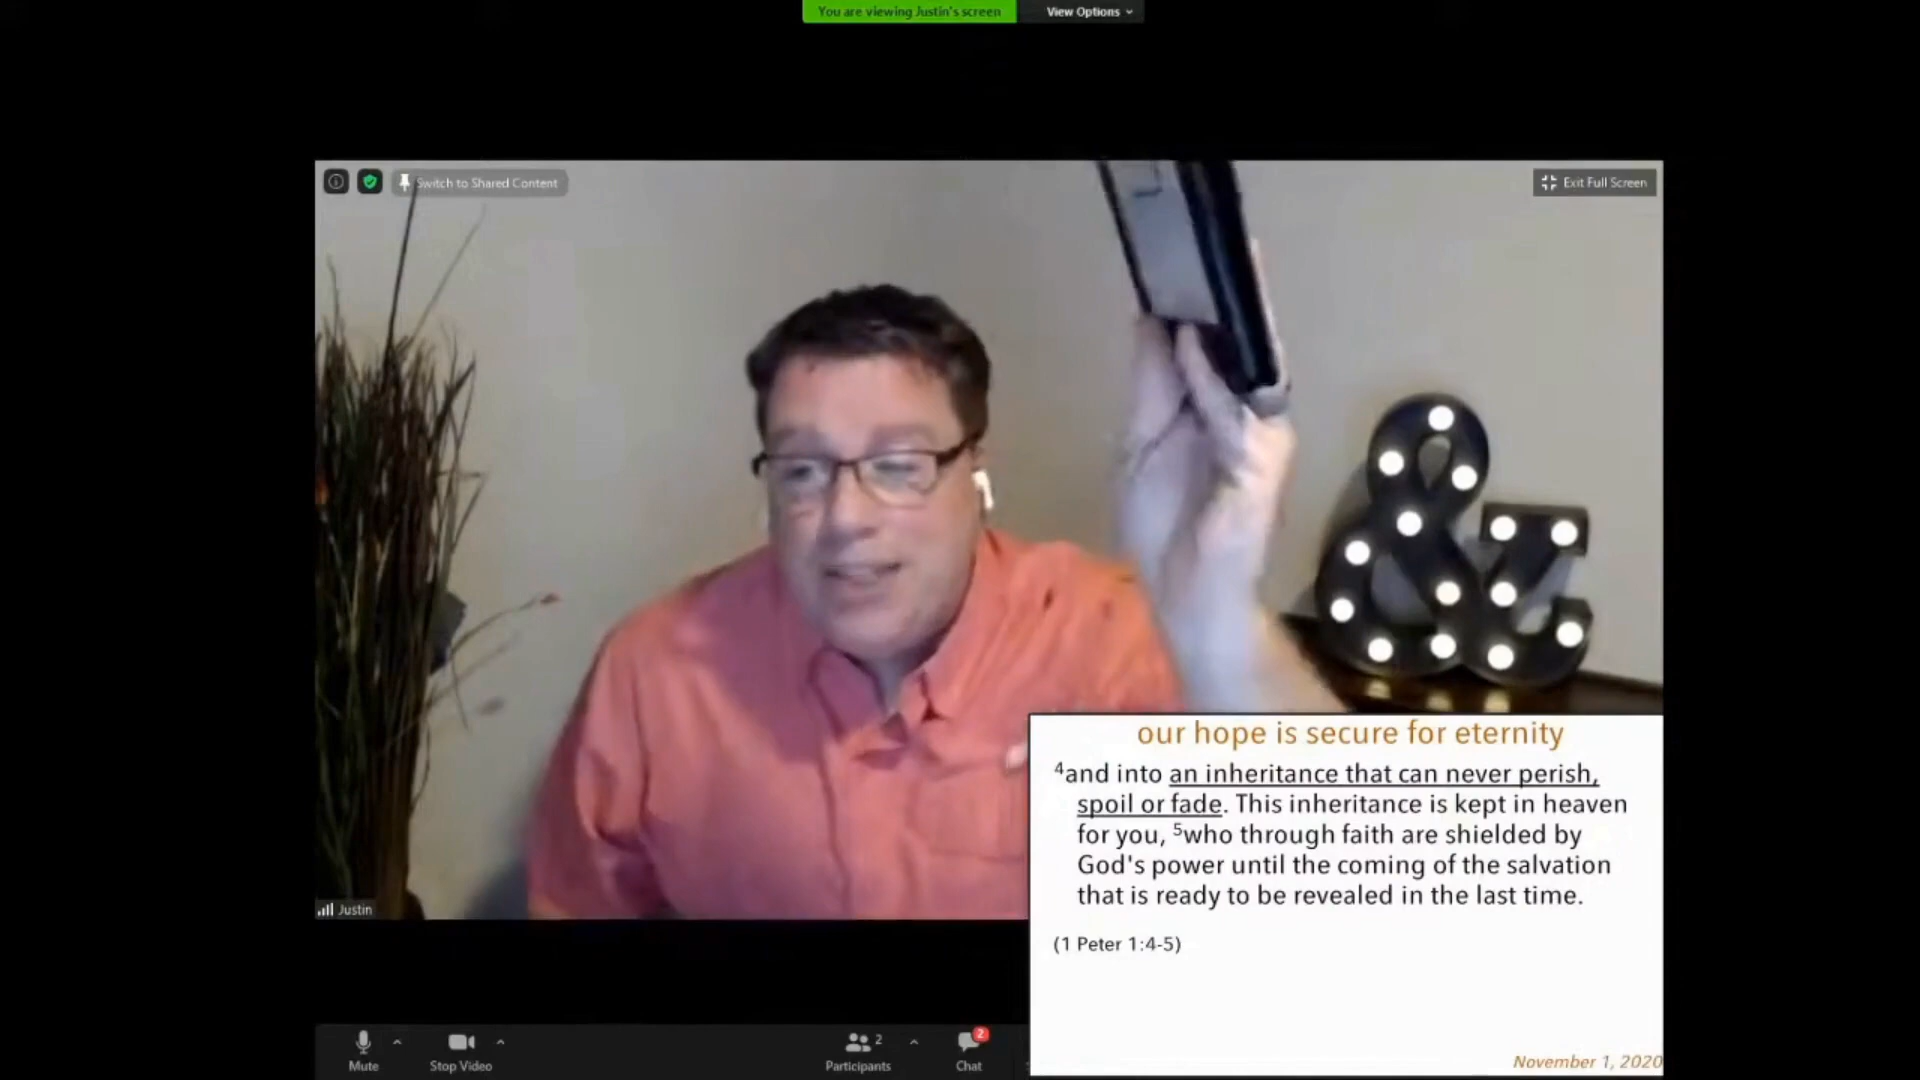 You are viewing Justin's screen
View Options
Switch to Shared Content
Exit Full Screen
&
our hope is secure for eternity
4and into an inheritance that can never perish,
spoil or fade. This inheritance is kept in heaven
for you, 5who through faith are shielded by
God's power until the coming of the salvation
that is ready to be revealed in the last time.
(1 Peter 1:4-5)
Justin
Mute
Stop Video
2
Participants
2
Chat
November 1, 2020